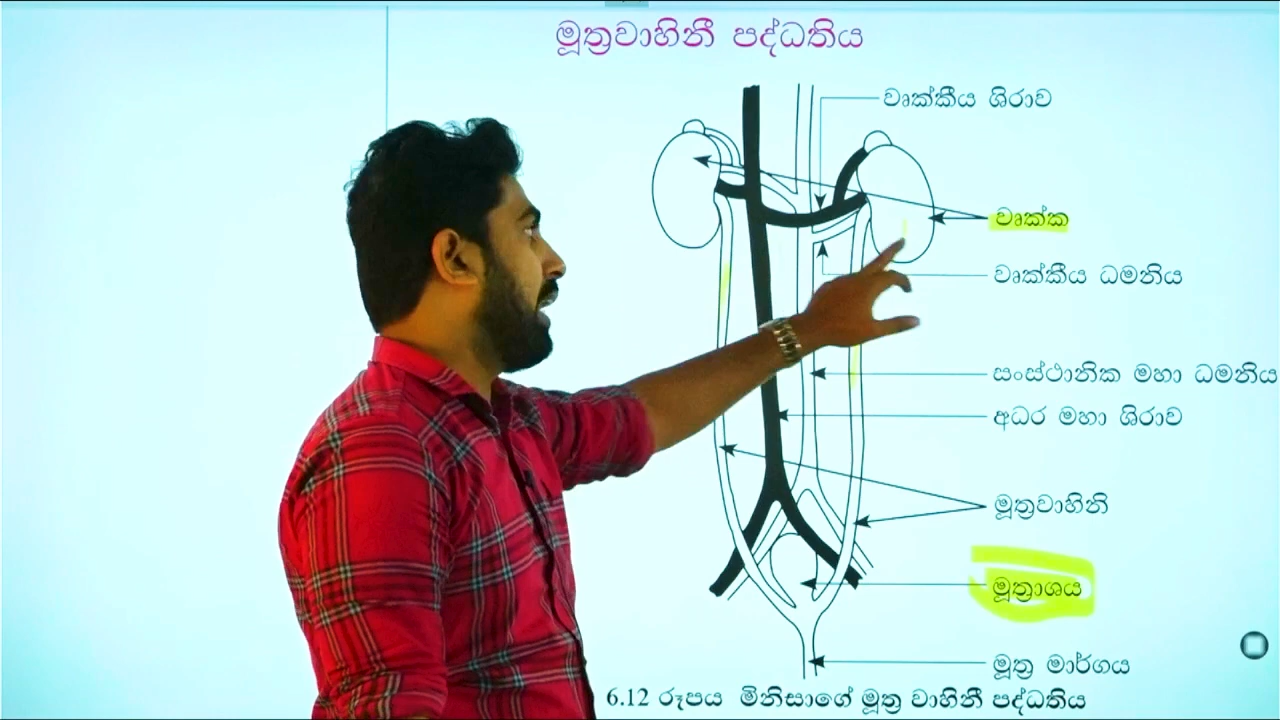 මූත්‍රවාහිනී පද්ධතිය
වෘක්කීය ශිරාව
වෘක්ක
වෘක්කීය ධමනිය
සංස්ථානික මහා ධමනිය
අධර මහා ශිරාව
මූත්‍රවාහිනි
මූත්‍රාශය
මූත්‍ර මාර්ගය
6.12 රූපය මිනිසාගේ මූත්‍ර වාහිනී පද්ධතිය